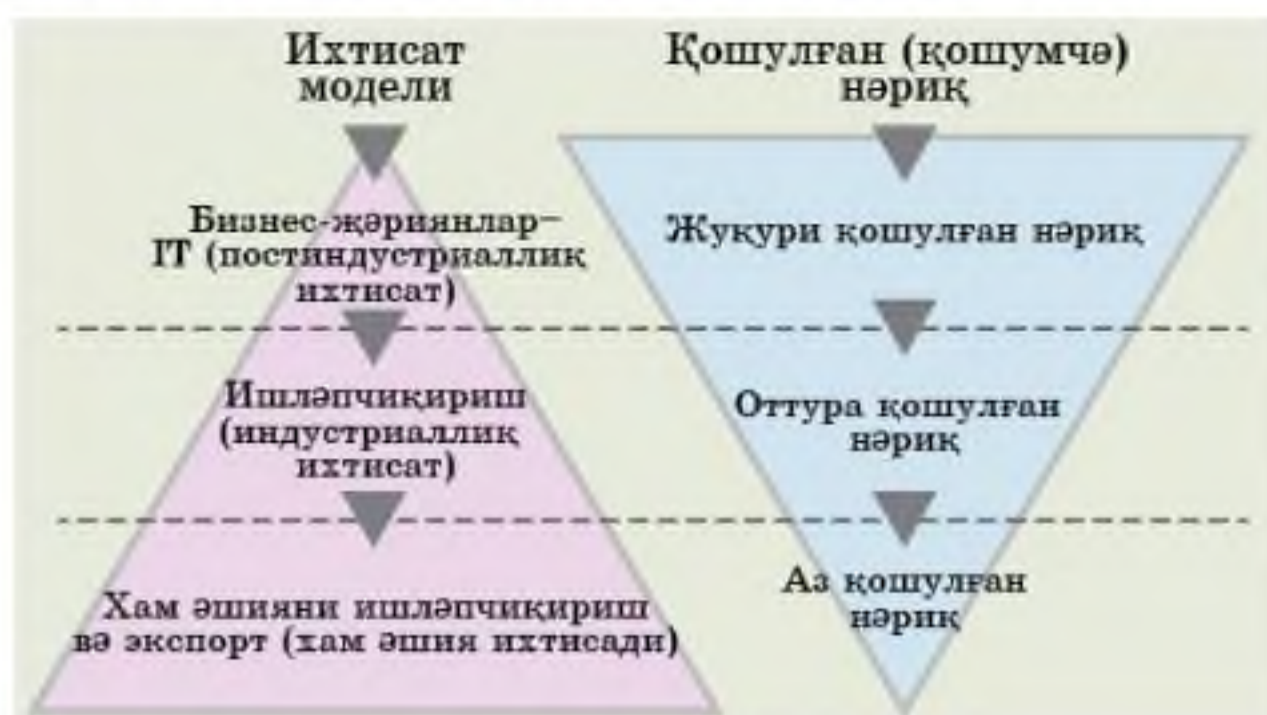 Ихтисат
модели
Бизнес-җәриянлар–
IT (постиндустриаллиқ
ихтисат)
Ишләпчиқириш
(индустриаллиқ
ихтисат)
Хам әшияни ишләпчиқириш
вә экспорт (хам әшия ихтисади)
Қошулған (қошумчә)
нәриқ
Жуқури қошулған нәриқ
Оттура қошулған
нәриқ
Аз қошулған
нәриқ